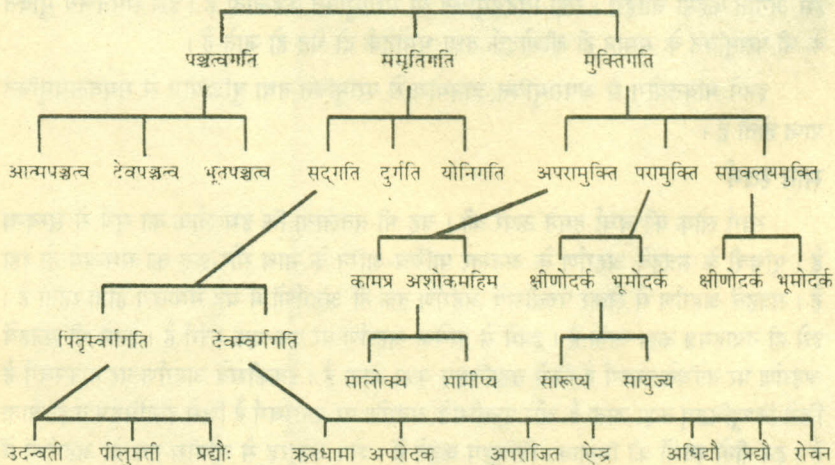 पञ्चत्वगति संमृतिगति मुक्तिगति
आत्मपञ्चत्व देवपञ्चत्व भूतपञ्चत्व सद्गति दुर्गति योनिगति अपरामुक्ति परामुक्ति समवलयमुक्ति
कामप्र अशोकमहिम क्षीणोदर्क भूमोदर्क क्षीणोदर्क भूमोदर्क
पितृस्वर्गगति देवस्वर्गगति
सालोक्य सामीप्य सारूप्य सायुज्य
उदन्वती पीलुमती प्रद्यौः ऋतधामा अपरोदक अपराजित ऐन्द्र अधिद्यौ प्रद्यौ रोचन